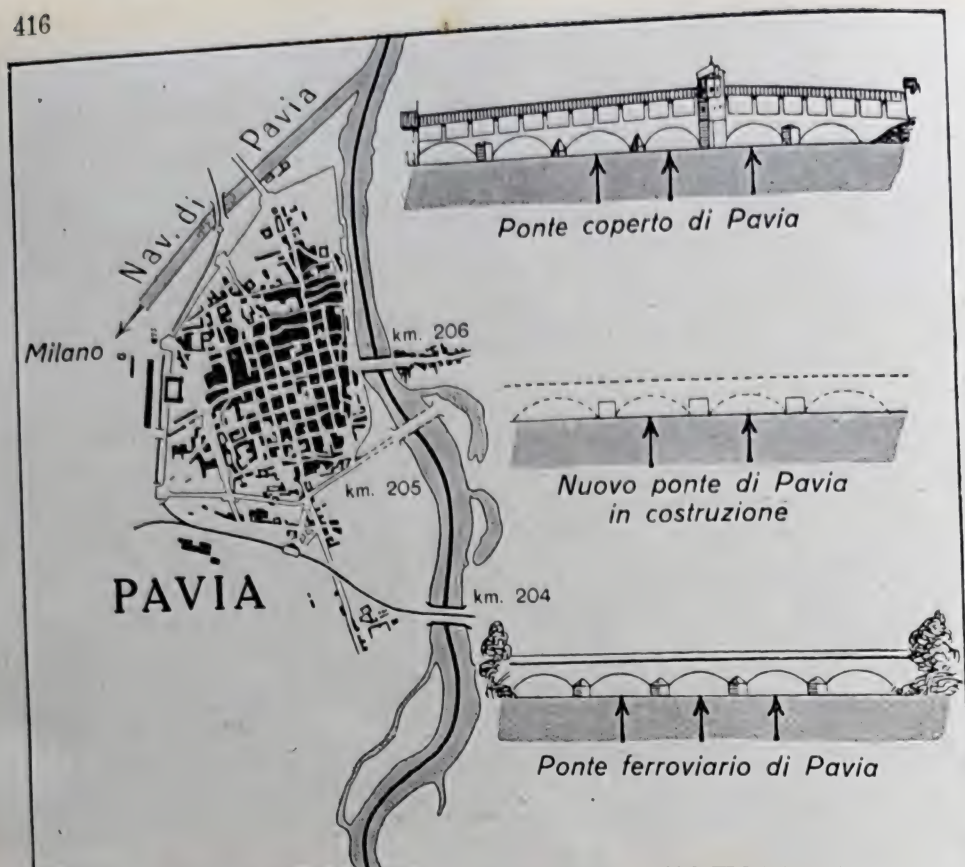 416
Nav. di Pavia
Milano
PAVIA
km. 206
km. 205
km. 204
Ponte coperto di Pavia
Nuovo ponte di Pavia
in costruzione
Ponte ferroviario di Pavia